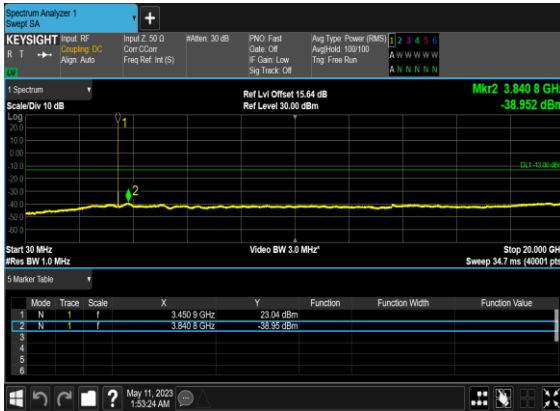 Spectrum Analyzer 1
Swept SA
+
KEYSIGHT Input: RF Input Z: 50 Ω #Atten: 30 dB PNO: Fast Avg Type: Power (RMS) 1 2 3 4 5 6
R T Coupling: DC Corr CCorr Gate: Off Avg|Hold: 100/100 A W W W W W
Align: Auto Freq Ref: Int (S) IF Gain: Low Trig: Free Run
Sig Track: Off A N N N N N
1 Spectrum Ref Lvl Offset 15.64 dB Mkr2 3.840 8 GHz
Scale/Div 10 dB Ref Level 30.00 dBm -38.952 dBm
Log
20.0
10.0
0.00
-10.0
-20.0
-30.0
-40.0
-50.0
-60.0
1
2
DL1 -13.00 dBm
Start 30 MHz Video BW 3.0 MHz* Stop 20.000 GHz
#Res BW 1.0 MHz Sweep 34.7 ms (40001 pts)
5 Marker Table
Mode Trace Scale X Y Function Function Width Function Value
1 N 1 f 3.450 9 GHz 23.04 dBm
2 N 1 f 3.840 8 GHz -38.95 dBm
3
4
5
6
? May 11, 2023
1:53:24 AM